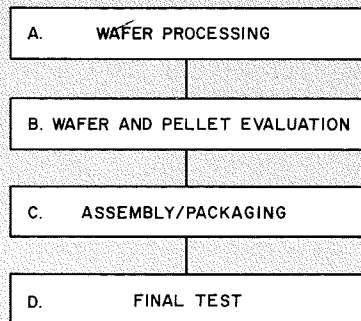 A. WAFER PROCESSING
B. WAFER AND PELLET EVALUATION
C. ASSEMBLY/PACKAGING
D. FINAL TEST